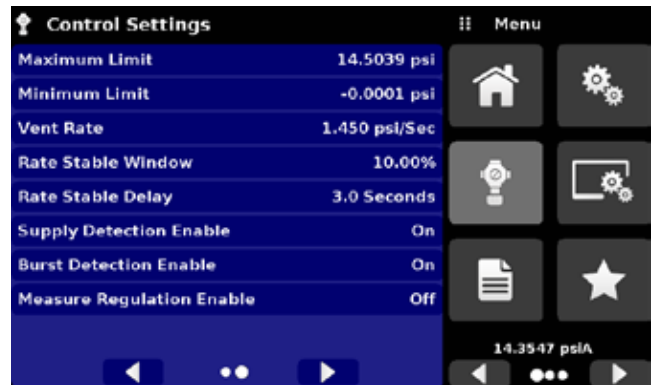 Control Settings
Maximum Limit 14.5039 psi
Minimum Limit -0.0001 psi
Vent Rate 1.450 psi/Sec
Rate Stable Window 10.00%
Rate Stable Delay 3.0 Seconds
Supply Detection Enable On
Burst Detection Enable On
Measure Regulation Enable Off
Menu
14.3547 psiA